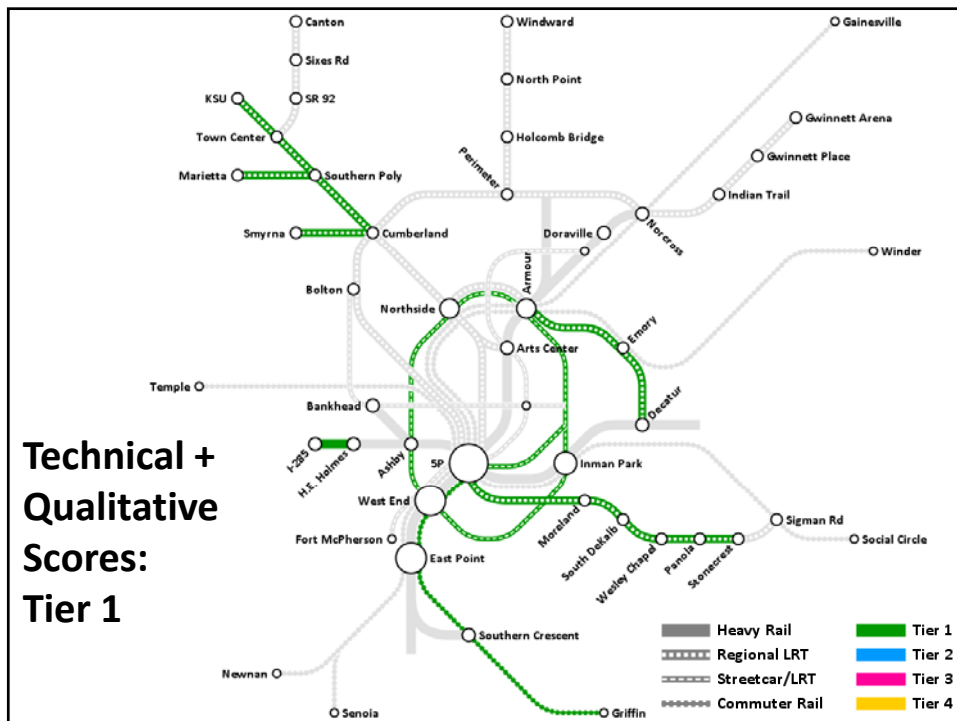 Canton
Windward
Gainesville
Sixes Rd
North Point
KSU
SR 92
Gwinnett Arena
Town Center
Holcomb Bridge
Gwinnett Place
Perimeter
Marietta
Southern Poly
Indian Trail
Norcross
Smyrna
Cumberland
Doraville
Winder
Armour
Bolton
Northside
Emory
Arts Center
Temple
Bankhead
Decatur
I-285
H.E. Holmes
Ashby
5P
Inman Park
Technical +
Qualitative
Scores:
Tier 1
West End
Moreland
South DeKalb
Wesley Chapel
Panola
Stonecrest
Sigman Rd
Fort McPherson
Social Circle
East Point
Southern Crescent
Newnan
Senoia
Griffin
Heavy Rail
Regional LRT
Streetcar/LRT
Commuter Rail
Tier 1
Tier 2
Tier 3
Tier 4